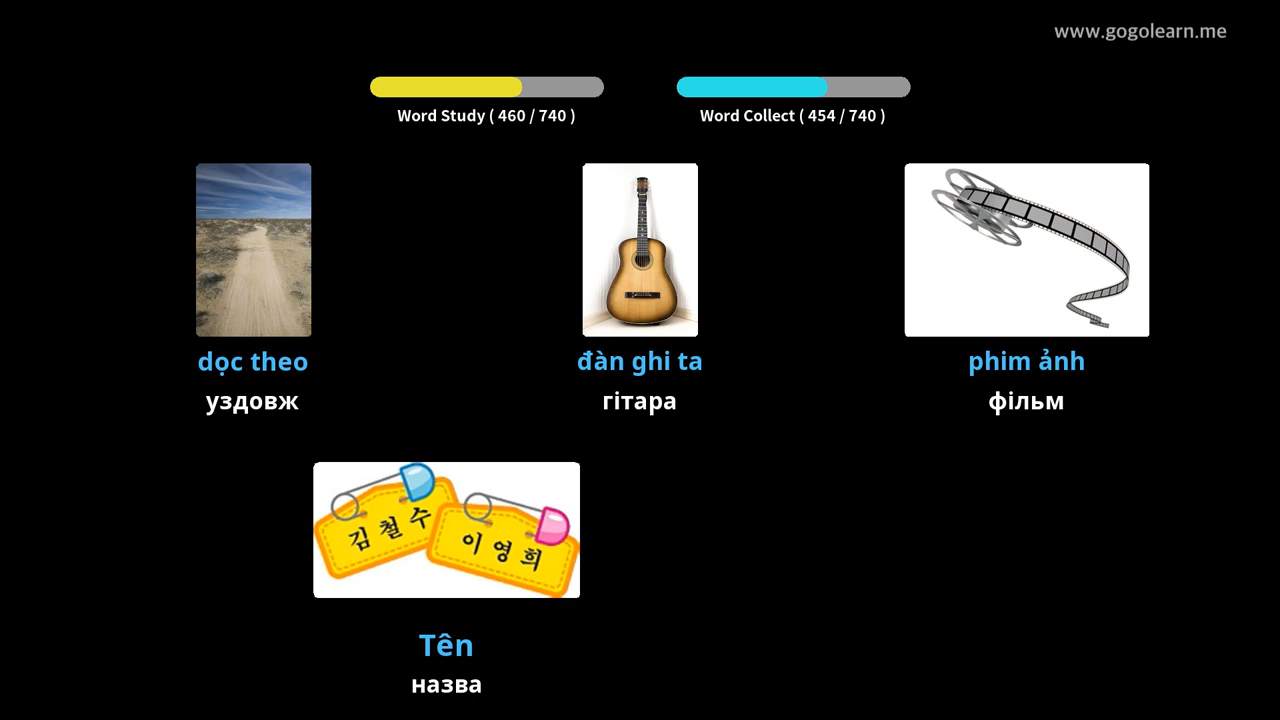 www.gogolearn.me
Word Study ( 460 / 740 )
Word Collect ( 454 / 740 )
dọc theo
уздовж
đàn ghi ta
гітара
phim ảnh
фільм
김철수
이영희
Tên
назва